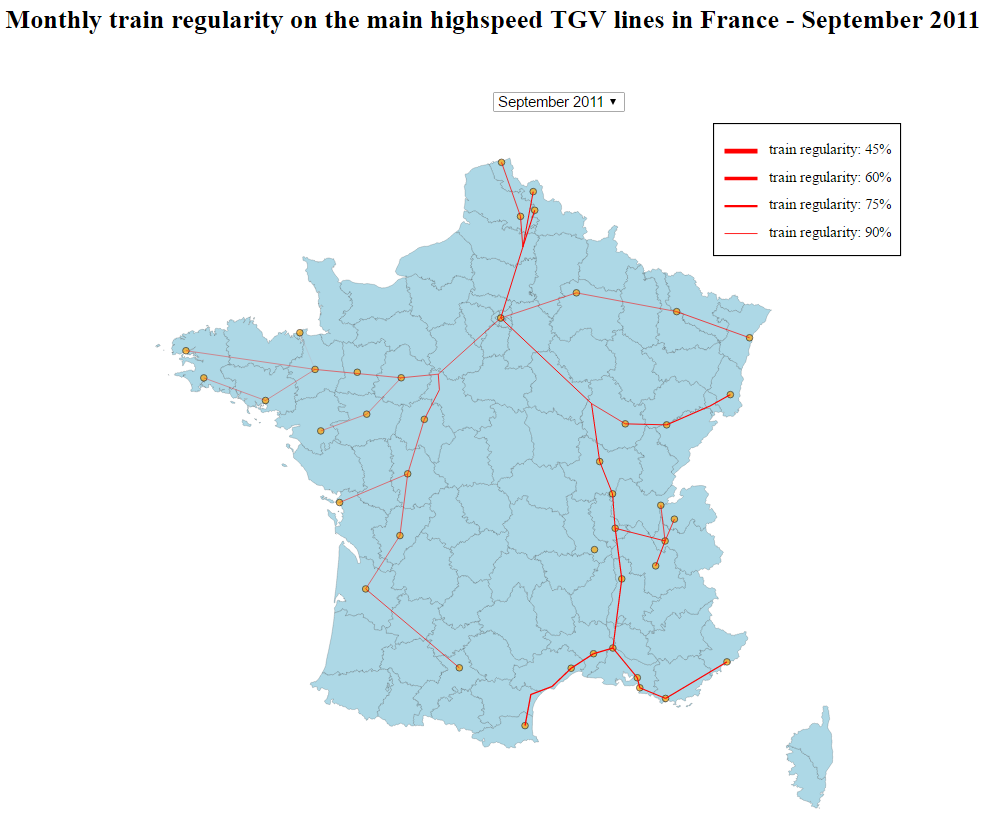 Monthly train regularity on the main highspeed TGV lines in France - September 2011
September 2011
train regularity: 45%
train regularity: 60%
train regularity: 75%
train regularity: 90%